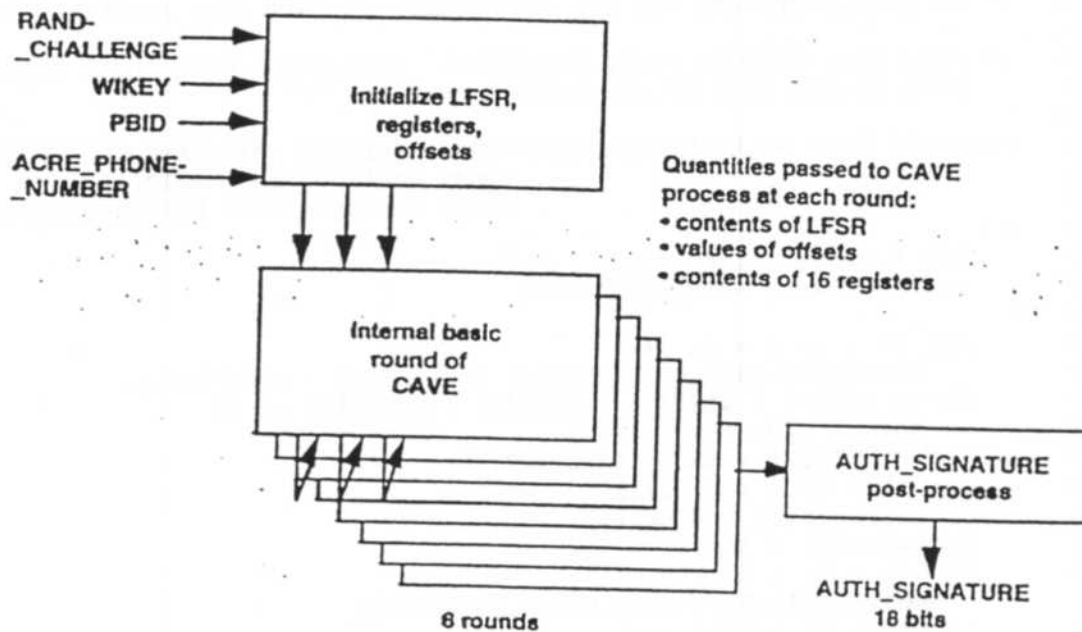 RAND-
_CHALLENGE
WIKEY
PBID
ACRE_PHONE-
_NUMBER
Initialize LFSR,
registers,
offsets
Quantities passed to CAVE
process at each round:
• contents of LFSR
• values of offsets
• contents of 16 registers
Internal basic
round of
CAVE
AUTH_SIGNATURE
post-process
AUTH_SIGNATURE
18 bits
8 rounds